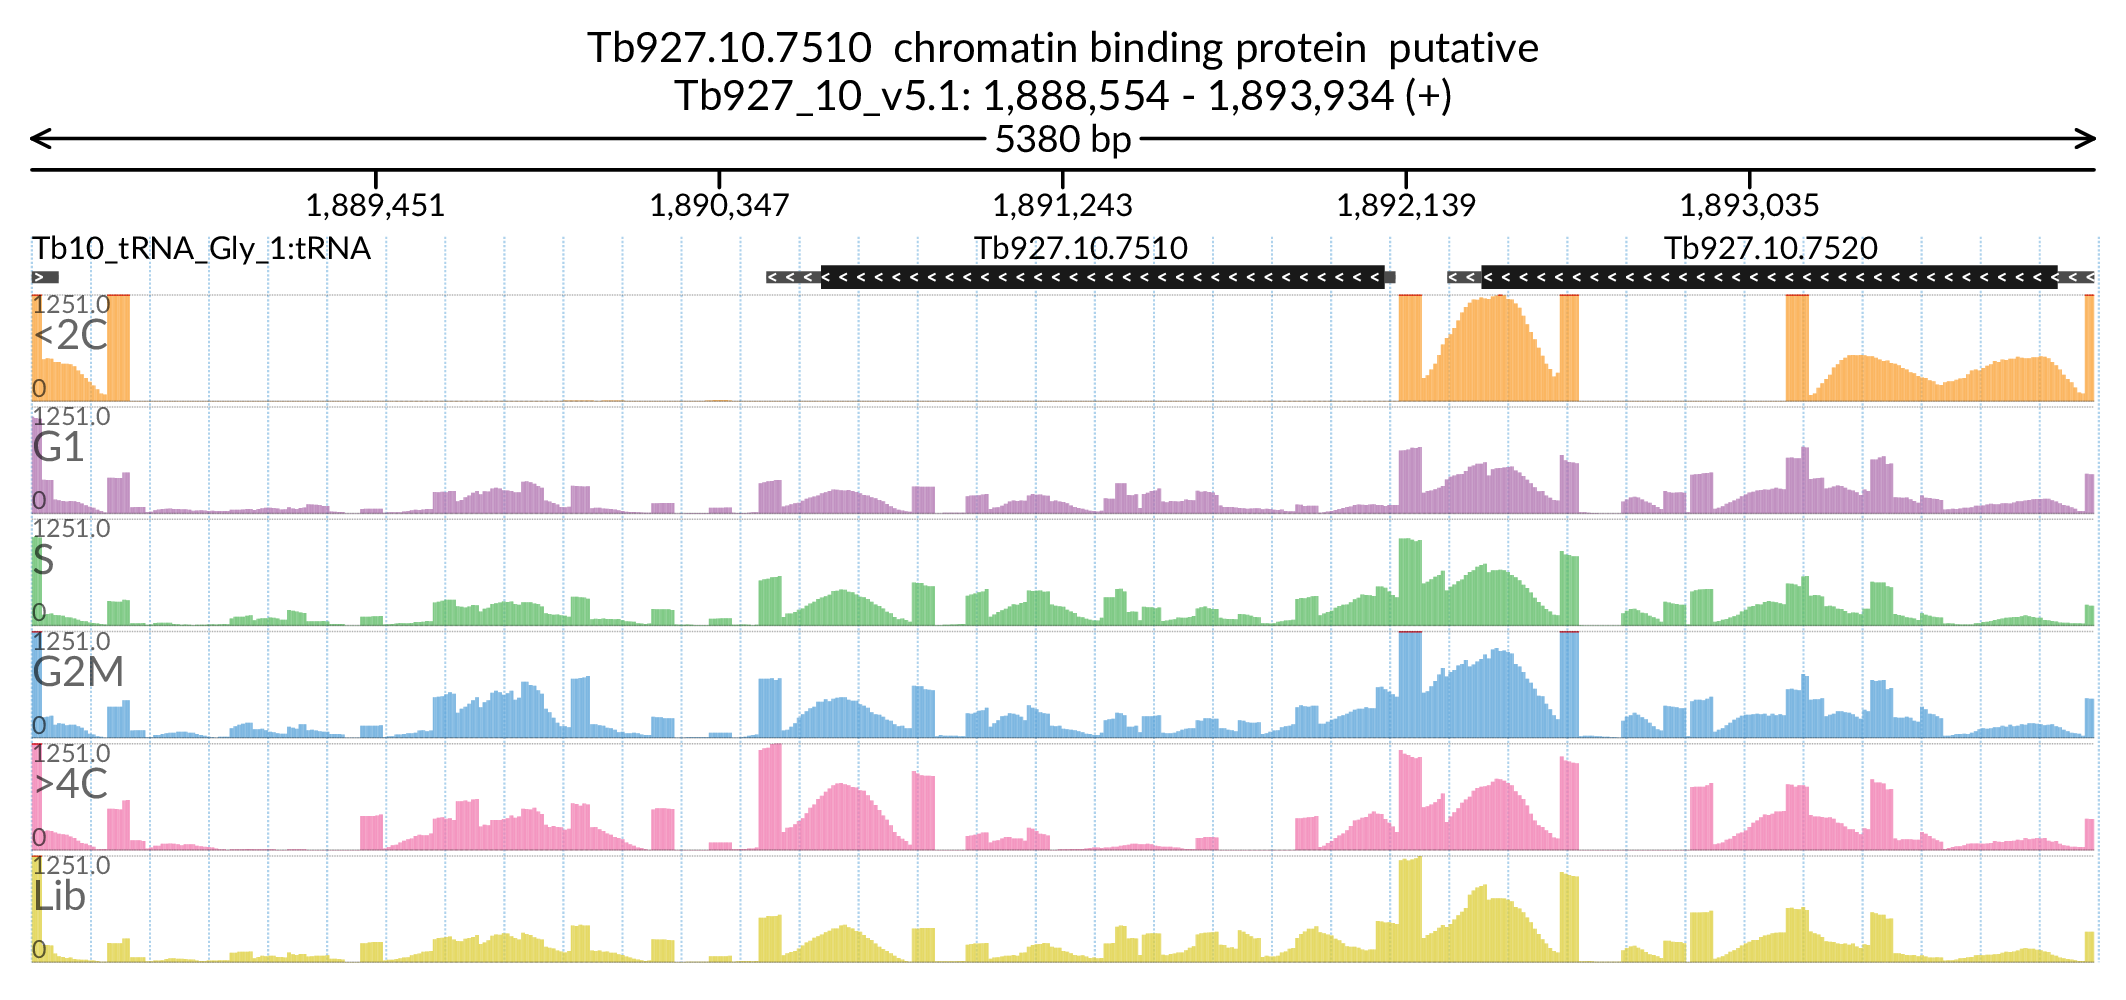 Tb927.10.7510  chromatin binding protein  putative
Tb927_10_v5.1: 1,888,554 - 1,893,934 (+)
5380 bp
1,889,451 1,890,347 1,891,243 1,892,139 1,893,035
Tb10_tRNA_Gly_1:tRNA Tb927.10.7510 Tb927.10.7520
1251.0
<2C
0
1251.0
G1
0
1251.0
S
0
1251.0
G2M
0
1251.0
>4C
0
1251.0
Lib
0